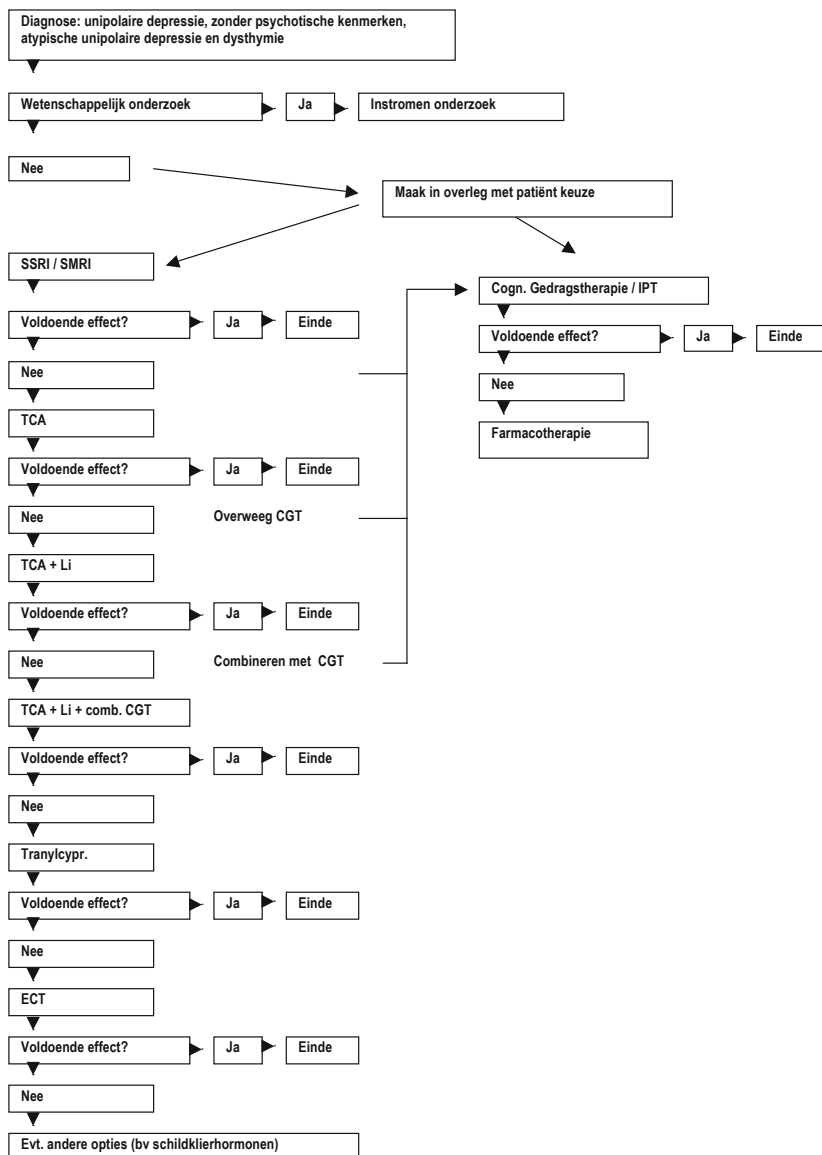 Diagnose: unipolaire depressie, zonder psychotische kenmerken,
atypische unipolaire depressie en dysthymie
Wetenschappelijk onderzoek
Ja
Instromen onderzoek
Nee
Maak in overleg met patiënt keuze
SSRI / SMRI
Voldoende effect?
Ja
Einde
Nee
TCA
Voldoende effect?
Ja
Einde
Nee
Overweeg CGT
TCA + Li
Voldoende effect?
Ja
Einde
Nee
Combineren met CGT
TCA + Li + comb. CGT
Voldoende effect?
Ja
Einde
Nee
Tranylcypr.
Voldoende effect?
Ja
Einde
Nee
ECT
Voldoende effect?
Ja
Einde
Nee
Evt. andere opties (bv schildklierhormonen)
Cogn. Gedragstherapie / IPT
Voldoende effect?
Ja
Einde
Nee
Farmacotherapie